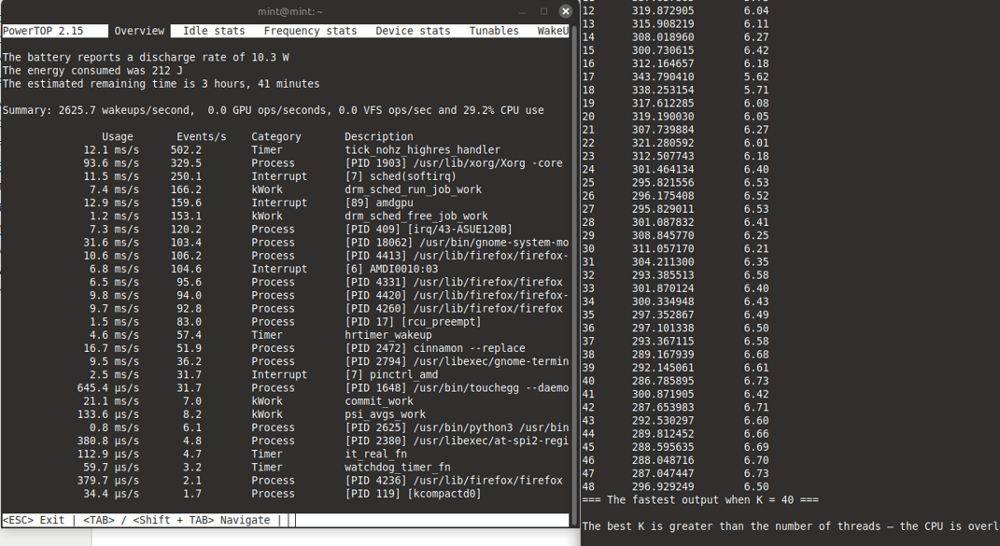 mint@mint: ~
PowerTOP 2.15 Overview Idle stats Frequency stats Device stats Tunables WakeU
The battery reports a discharge rate of 10.3 W
The energy consumed was 212 J
The estimated remaining time is 3 hours, 41 minutes
Summary: 2625.7 wakeups/second, 0.0 GPU ops/seconds, 0.0 VFS ops/sec and 29.2% CPU use
Usage Events/s Category Description
12.1 ms/s 502.2 Timer tick_nohz_highres_handler
93.6 ms/s 329.5 Process [PID 1903] /usr/lib/xorg/Xorg -core
11.5 ms/s 250.1 Interrupt [7] sched(softirq)
7.4 ms/s 166.2 kWork drm_sched_run_job_work
12.9 ms/s 159.6 Interrupt [89] amdgpu
1.2 ms/s 153.1 kWork drm_sched_free_job_work
7.3 ms/s 120.2 Process [PID 409] [irq/43-ASUE120B]
31.6 ms/s 103.4 Process [PID 18062] /usr/bin/gnome-system-mo
10.6 ms/s 106.2 Process [PID 4413] /usr/lib/firefox/firefox-
6.8 ms/s 104.6 Interrupt [6] AMDI0010:03
6.5 ms/s 95.6 Process [PID 4331] /usr/lib/firefox/firefox
9.8 ms/s 94.0 Process [PID 4420] /usr/lib/firefox/firefox-
9.7 ms/s 92.8 Process [PID 4260] /usr/lib/firefox/firefox
1.5 ms/s 83.0 Process [PID 17] [rcu_preempt]
4.6 ms/s 57.4 Timer hrtimer_wakeup
16.7 ms/s 51.9 Process [PID 2472] cinnamon --replace
9.5 ms/s 36.2 Process [PID 2794] /usr/libexec/gnome-termin
2.5 ms/s 31.7 Interrupt [7] pinctrl_amd
645.4 µs/s 31.7 Process [PID 1648] /usr/bin/touchegg --daemo
21.1 ms/s 7.0 kWork commit_work
133.6 µs/s 8.2 kWork psi_avgs_work
0.8 ms/s 6.1 Process [PID 2625] /usr/bin/python3 /usr/bin
380.8 µs/s 4.8 Process [PID 2380] /usr/libexec/at-spi2-regi
112.9 µs/s 4.7 Timer it_real_fn
59.7 µs/s 3.2 Timer watchdog_timer_fn
379.7 µs/s 2.1 Process [PID 4236] /usr/lib/firefox/firefox
34.4 µs/s 1.7 Process [PID 119] [kcompactd0]
<ESC> Exit | <TAB> / <Shift + TAB> Navigate |
12 319.872905 6.04
13 315.908219 6.11
14 308.018960 6.27
15 300.730615 6.42
16 312.164657 6.18
17 343.790410 5.62
18 338.253154 5.71
19 317.612285 6.08
20 319.190030 6.05
21 307.739884 6.27
22 321.280592 6.01
23 312.507743 6.18
24 301.464134 6.40
25 295.821556 6.53
26 296.175408 6.52
27 295.829011 6.53
28 301.087832 6.41
29 308.845770 6.25
30 311.057170 6.21
31 304.211300 6.35
32 293.385513 6.58
33 301.870124 6.40
34 300.334948 6.43
35 297.352867 6.49
36 297.101338 6.50
37 293.367115 6.58
38 289.167939 6.68
39 292.145061 6.61
40 286.785895 6.73
41 300.871905 6.42
42 287.653983 6.71
43 292.530297 6.60
44 289.812452 6.66
45 288.595635 6.69
46 288.048716 6.70
47 287.047447 6.73
48 296.929249 6.50
=== The fastest output when K = 40 ===
The best K is greater than the number of threads — the CPU is overl